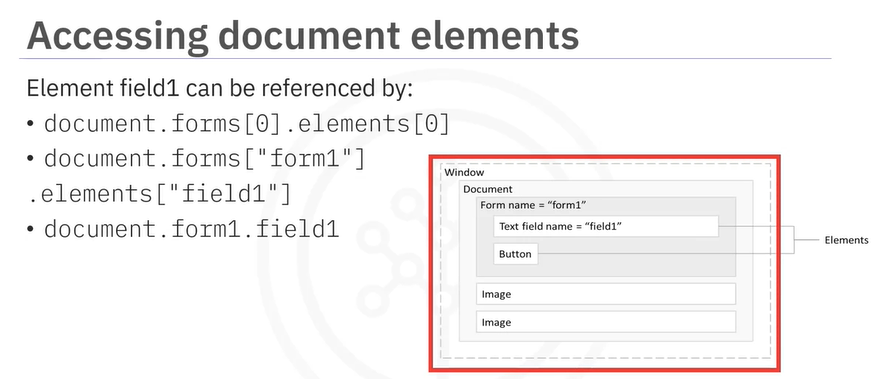 Accessing document elements
Element field1 can be referenced by:
• document.forms[0].elements[0]
• document.forms["form1"]
.elements["field1"]
• document.form1.field1
Window
Document
Form name = “form1”
Text field name = “field1”
Button
Elements
Image
Image